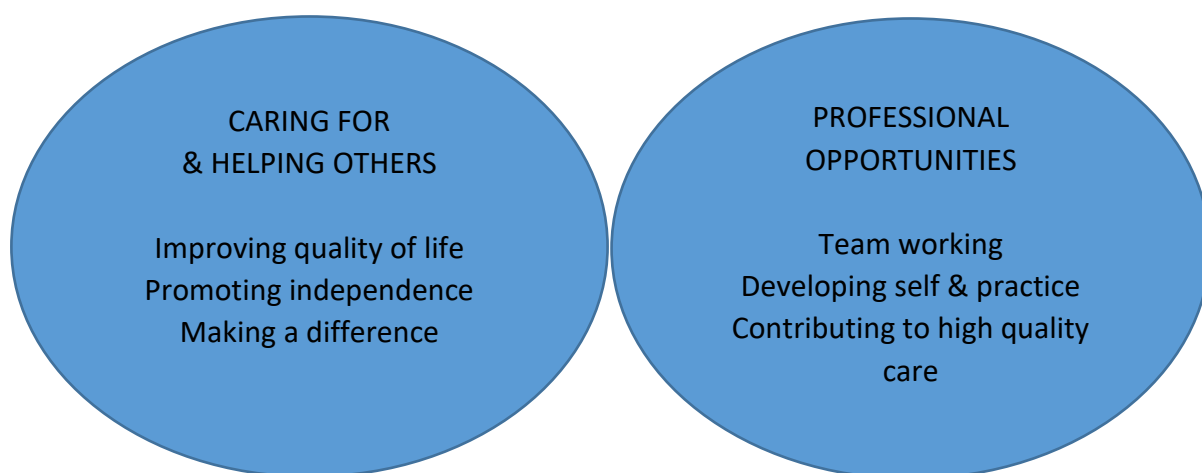 CARING FOR
& HELPING OTHERS
Improving quality of life
Promoting independence
Making a difference
PROFESSIONAL
OPPORTUNITIES
Team working
Developing self & practice
Contributing to high quality
care